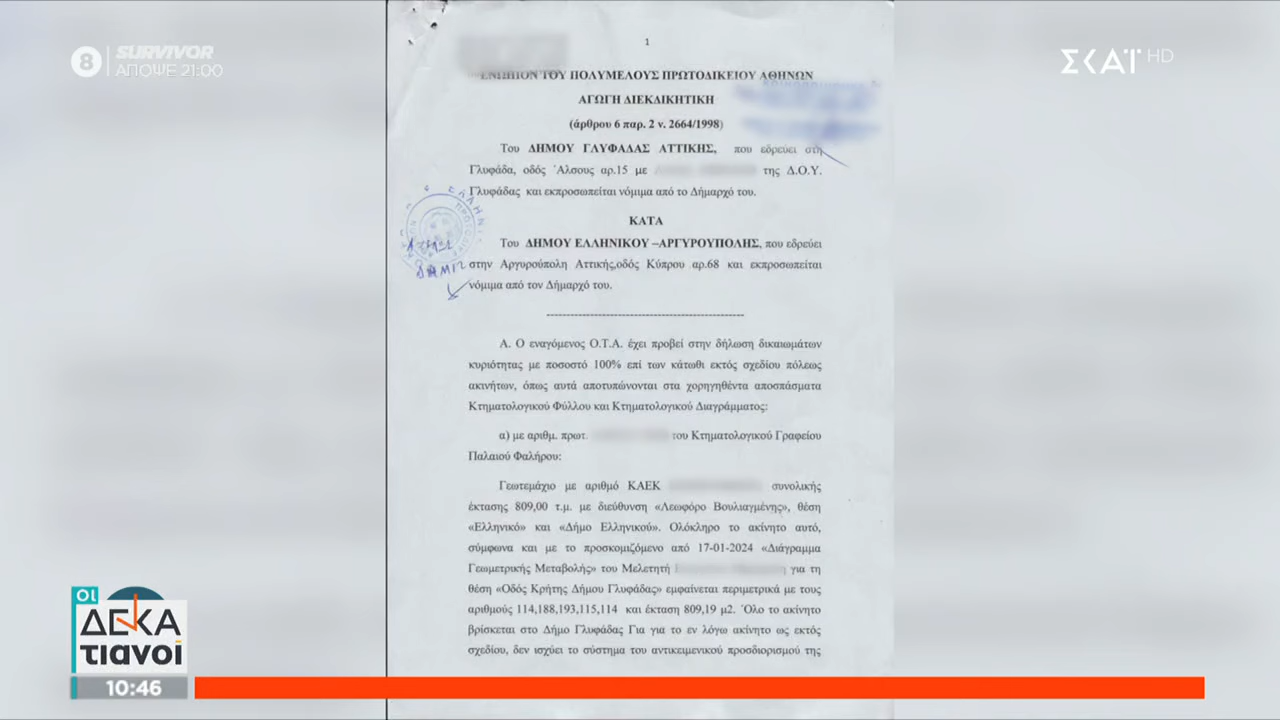 8 SURVIVOR
ΑΠΟΨΕ 21:00
ΣΚΑΪ HD
1
ΕΝΩΠΙΟΝ ΤΟΥ ΠΟΛΥΜΕΛΟΥΣ ΠΡΩΤΟΔΙΚΕΙΟΥ ΑΘΗΝΩΝ
ΑΓΩΓΗ ΔΙΕΚΔΙΚΗΤΙΚΗ
(άρθρου 6 παρ. 2 ν. 2664/1998)
Του ΔΗΜΟΥ ΓΛΥΦΑΔΑΣ ΑΤΤΙΚΗΣ, που εδρεύει στη
Γλυφάδα, οδός ΄Αλσους αρ.15 με της Δ.Ο.Υ.
Γλυφάδας και εκπροσωπείται νόμιμα από το Δήμαρχό του.
ΚΑΤΑ
Του ΔΗΜΟΥ ΕΛΛΗΝΙΚΟΥ –ΑΡΓΥΡΟΥΠΟΛΗΣ, που εδρεύει
στην Αργυρούπολη Αττικής,οδός Κύπρου αρ.68 και εκπροσωπείται
νόμιμα από τον Δήμαρχό του.
Α. Ο εναγόμενος Ο.Τ.Α. έχει προβεί στην δήλωση δικαιωμάτων
κυριότητας με ποσοστό 100% επί των κάτωθι εκτός σχεδίου πόλεως
ακινήτων, όπως αυτά αποτυπώνονται στα χορηγηθέντα αποσπάσματα
Κτηματολογικού Φύλλου και Κτηματολογικού Διαγράμματος:
α) με αριθμ. πρωτ. του Κτηματολογικού Γραφείου
Παλαιού Φαλήρου:
Γεωτεμάχιο με αριθμό ΚΑΕΚ συνολικής
έκτασης 809,00 τ.μ. με διεύθυνση «Λεωφόρο Βουλιαγμένης», θέση
«Ελληνικό» και «Δήμο Ελληνικού». Ολόκληρο το ακίνητο αυτό,
σύμφωνα και με το προσκομιζόμενο από 17-01-2024 «Διάγραμμα
Γεωμετρικής Μεταβολής» του Μελετητή για τη
θέση «Οδός Κρήτης Δήμου Γλυφάδας» εμφαίνεται περιμετρικά με τους
αριθμούς 114,188,193,115,114 και έκταση 809,19 μ2. ΄Ολο το ακίνητο
βρίσκεται στο Δήμο Γλυφάδας Για για το εν λόγω ακίνητο ως εκτός
σχεδίου, δεν ισχύει το σύστημα του αντικειμενικού προσδιορισμού της
ΟΙ
ΔΕΚΑ
τιανοί
10:46